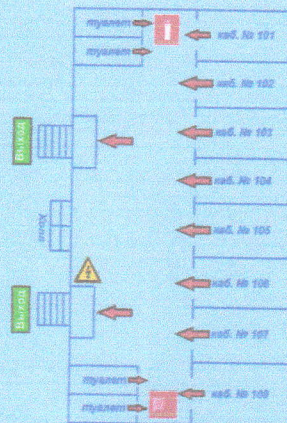 туалет
каб. № 101
туалет
каб. № 102
Выход
каб. № 103
каб. № 104
Холл
каб. № 105
каб. № 106
Выход
каб. № 107
туалет
каб. № 108
туалет